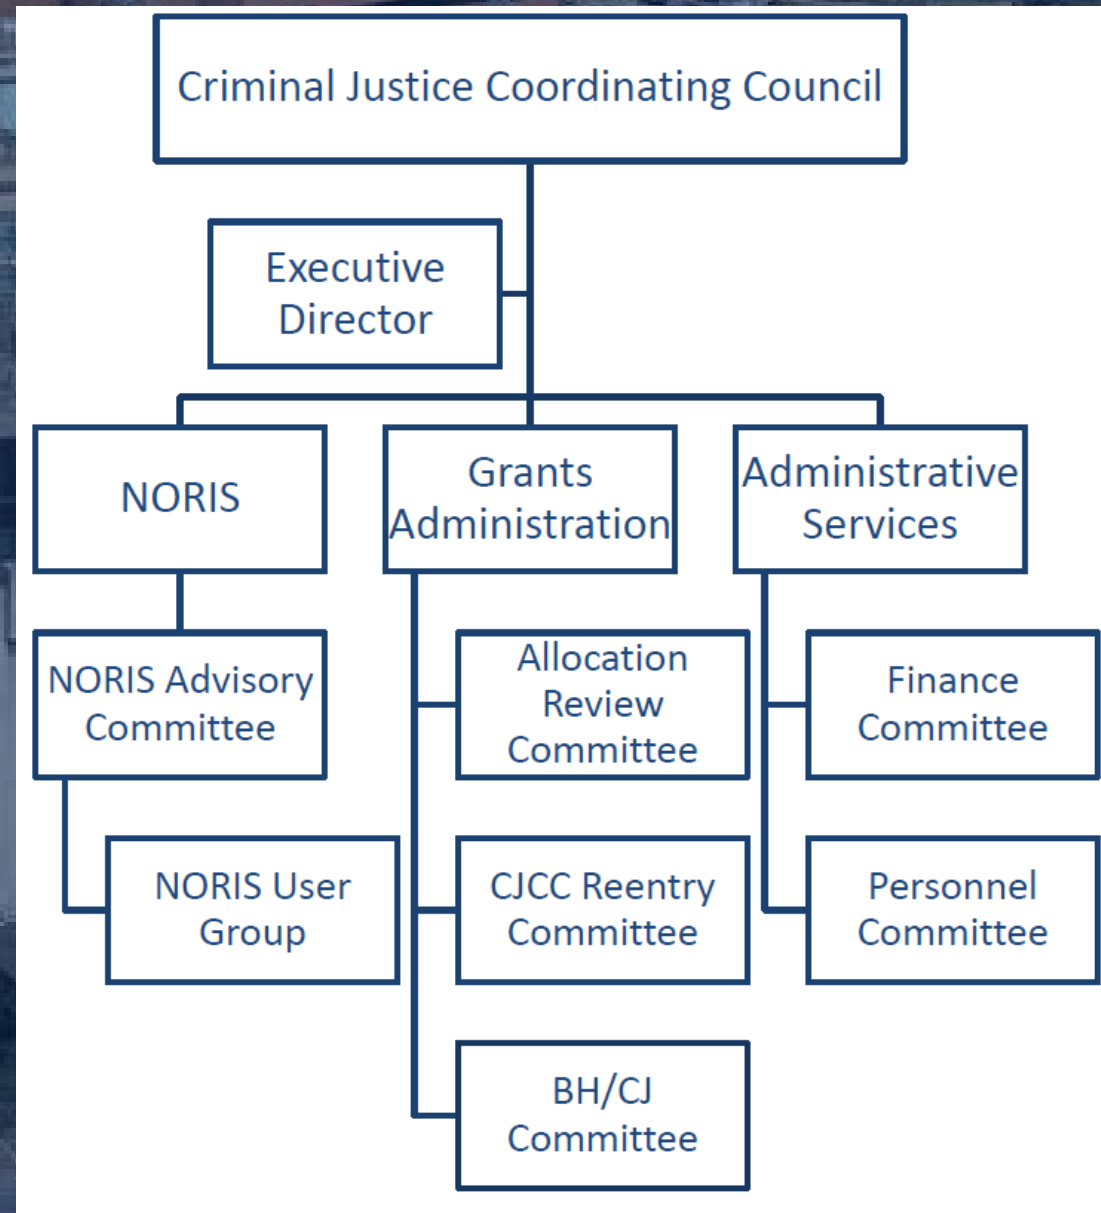 Criminal Justice Coordinating Council
Executive
Director
NORIS
Grants
Administration
Administrative
Services
NORIS Advisory
Committee
Allocation
Review
Committee
Finance
Committee
NORIS User
Group
CJCC Reentry
Committee
Personnel
Committee
BH/CJ
Committee